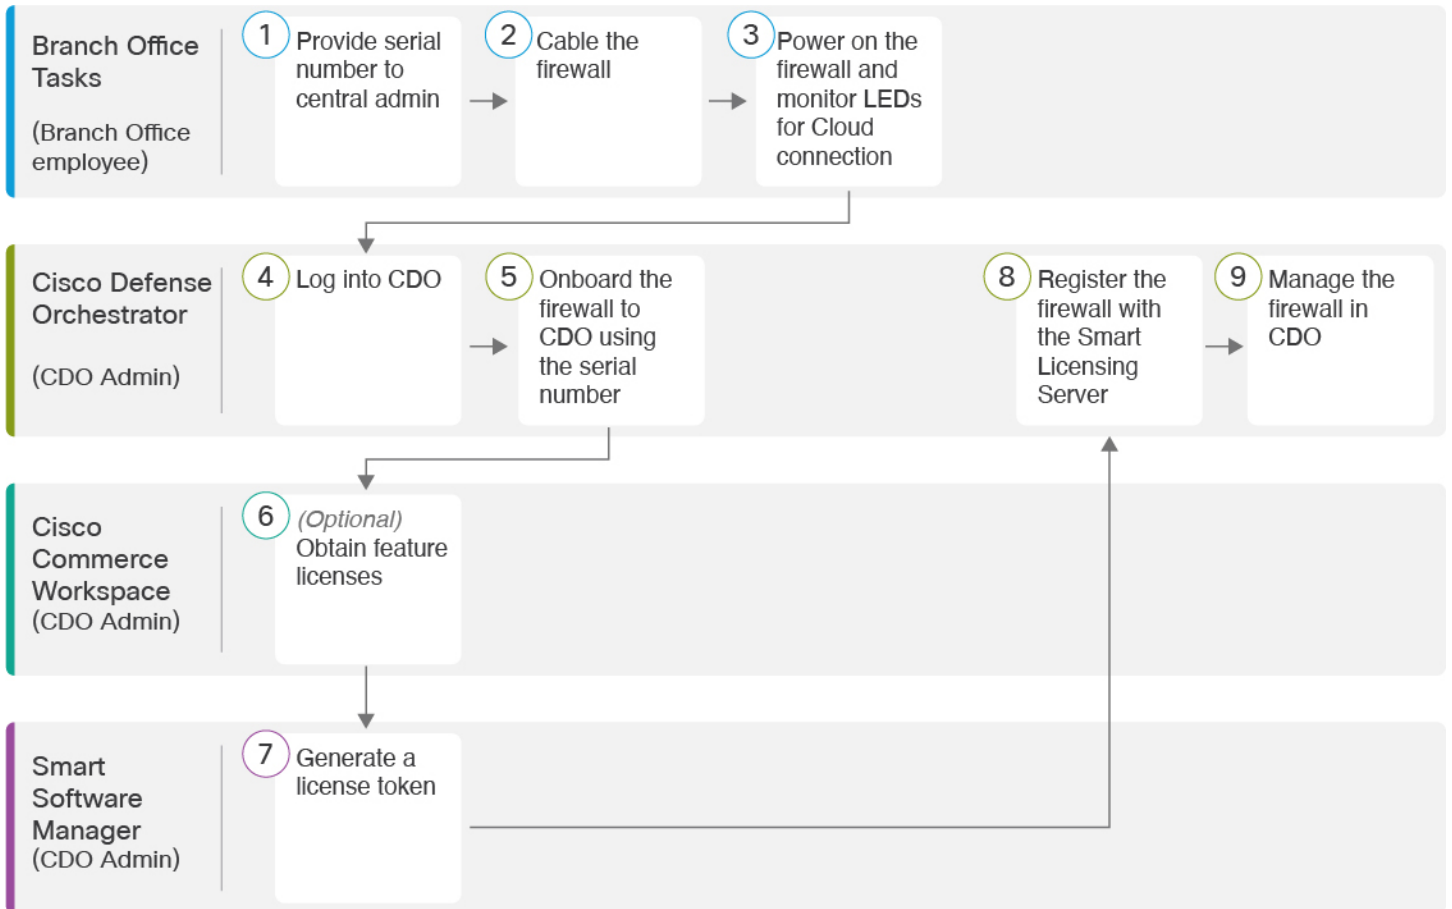 Branch Office
Tasks
(Branch Office
employee)
1
Provide serial
number to
central admin
2
Cable the
firewall
3
Power on the
firewall and
monitor LEDs
for Cloud
connection
Cisco Defense
Orchestrator
(CDO Admin)
4
Log into CDO
5
Onboard the
firewall to
CDO using
the serial
number
8
Register the
firewall with
the Smart
Licensing
Server
9
Manage the
firewall in
CDO
Cisco
Commerce
Workspace
(CDO Admin)
6
(Optional)
Obtain feature
licenses
Smart
Software
Manager
(CDO Admin)
7
Generate a
license token